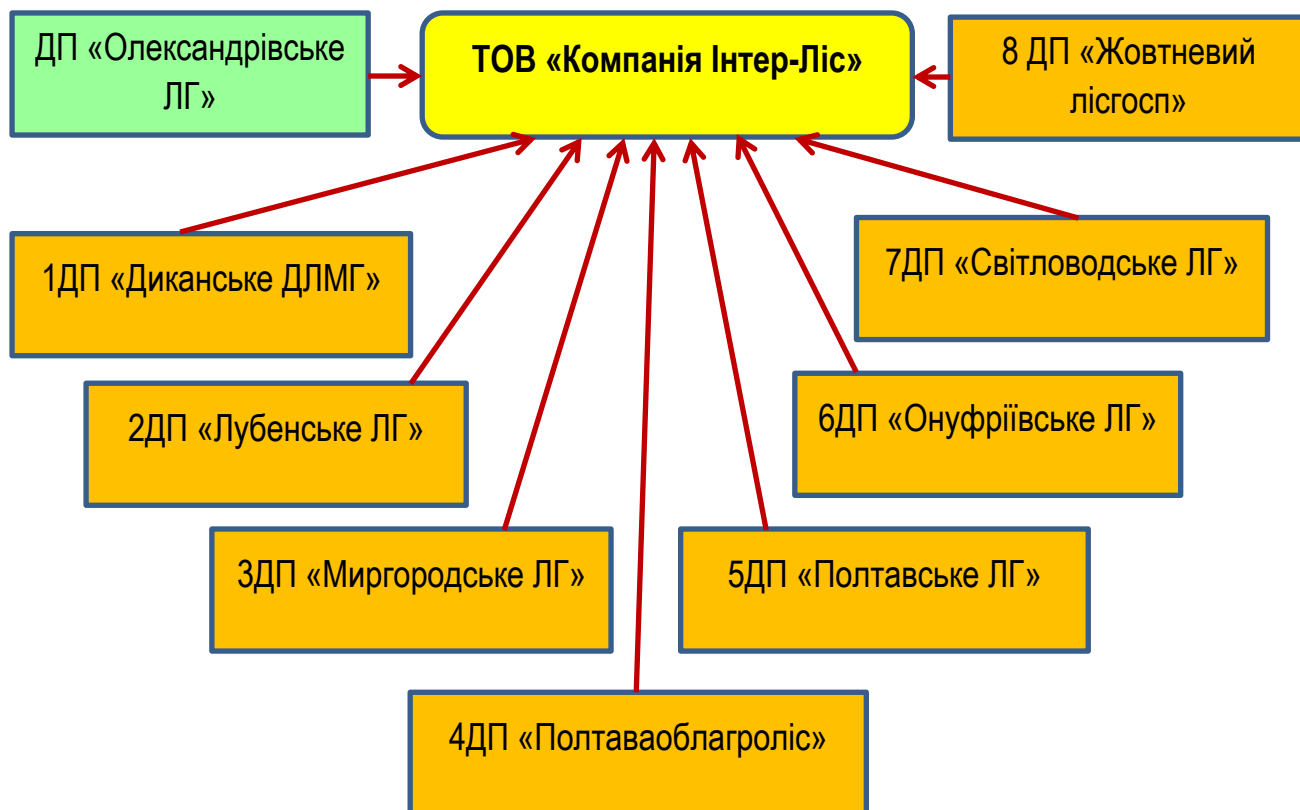 ДП «Олександрівське
ЛГ»
ТОВ «Компанія Інтер-Ліс»
8 ДП «Жовтневий
лісгосп»
1ДП «Диканське ДЛМГ»
7ДП «Світловодське ЛГ»
2ДП «Лубенське ЛГ»
6ДП «Онуфріївське ЛГ»
3ДП «Миргородське ЛГ»
5ДП «Полтавське ЛГ»
4ДП «Полтаваоблагроліс»